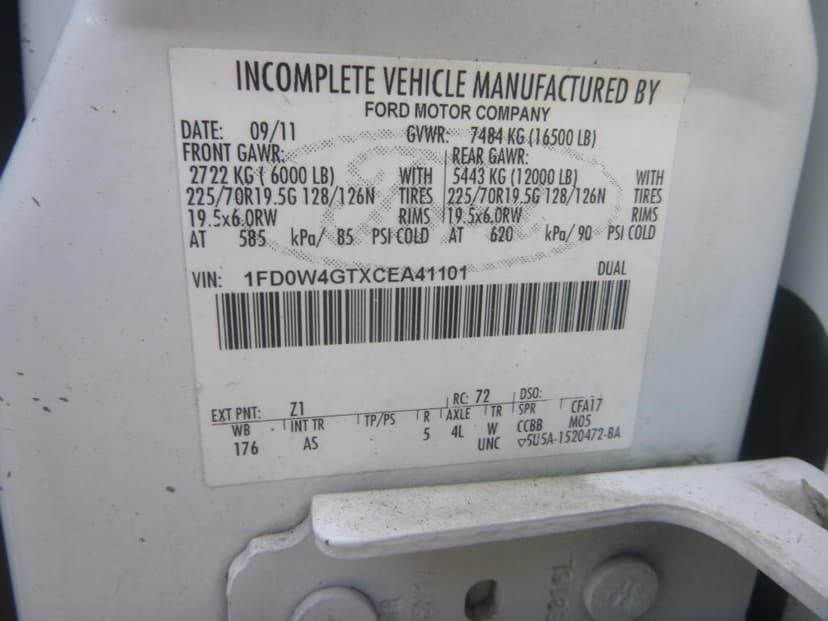 INCOMPLETE VEHICLE MANUFACTURED BY
FORD MOTOR COMPANY
DATE: 09/11 GVWR: 7484 KG (16500 LB)
FRONT GAWR: REAR GAWR:
2722 KG ( 6000 LB) WITH 5443 KG (12000 LB) WITH
225/70R19.5G 128/126N TIRES 225/70R19.5G 128/126N TIRES
19.5x6.0RW RIMS 19.5x6.0RW RIMS
AT 585 kPa/ 85 PSI COLD AT 620 kPa/ 90 PSI COLD
VIN: 1FD0W4GTXCEA41101 DUAL
EXT PNT: Z1 RC: 72 DSO:
WB INT TR TP/PS R AXLE TR SPR CFA17
176 AS 5 4L W CCBB M05
UNC 5U5A-1520472-BA